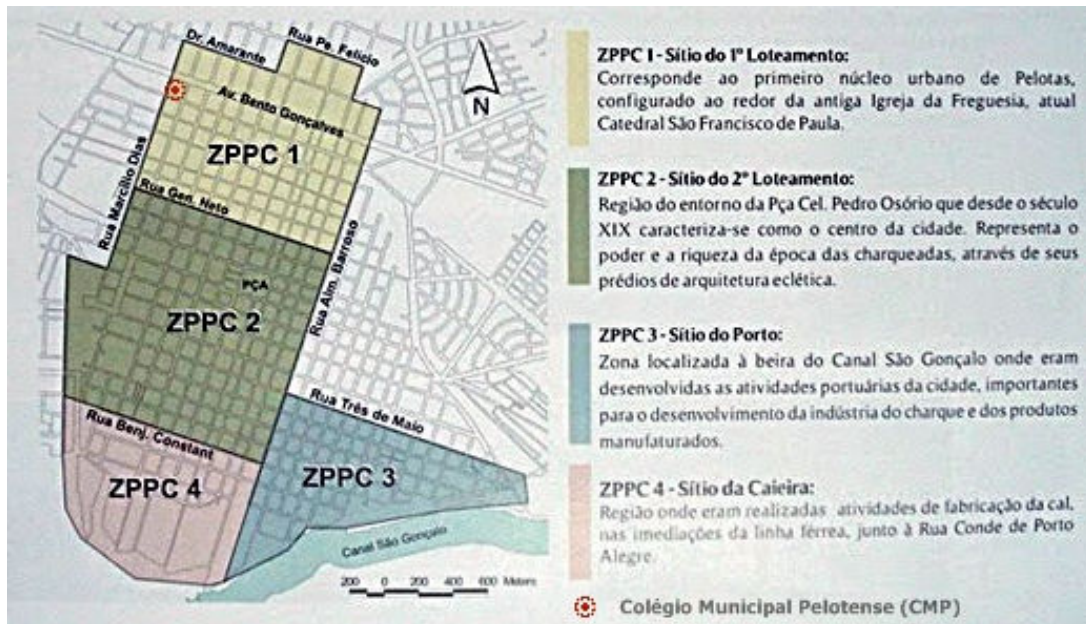 Dr. Amarante
Rua Pe. Felício
Av. Bento Gonçalves
N
ZPPC 1
Rua Marcílio Dias
Rua Gen. Neto
Rua Alm. Barroso
PÇA
ZPPC 2
Rua Três de Maio
Rua Benj. Constant
ZPPC 4
ZPPC 3
Canal São Gonçalo
200 0 200 400 600 Meters
ZPPC 1 - Sítio do 1º Loteamento:
Corresponde ao primeiro núcleo urbano de Pelotas,
configurado ao redor da antiga Igreja da Freguesia, atual
Catedral São Francisco de Paula.
ZPPC 2 - Sítio do 2º Loteamento:
Região do entorno da Pça Cel. Pedro Osório que desde o século
XIX caracteriza-se como o centro da cidade. Representa o
poder e a riqueza da época das charqueadas, através de seus
prédios de arquitetura eclética.
ZPPC 3 - Sítio do Porto:
Zona localizada à beira do Canal São Gonçalo onde eram
desenvolvidas as atividades portuárias da cidade, importantes
para o desenvolvimento da indústria do charque e dos produtos
manufaturados.
ZPPC 4 - Sítio da Caieira:
Região onde eram realizadas atividades de fabricação da cal,
nas imediações da linha férrea, junto à Rua Conde de Porto
Alegre.
Colégio Municipal Pelotense (CMP)